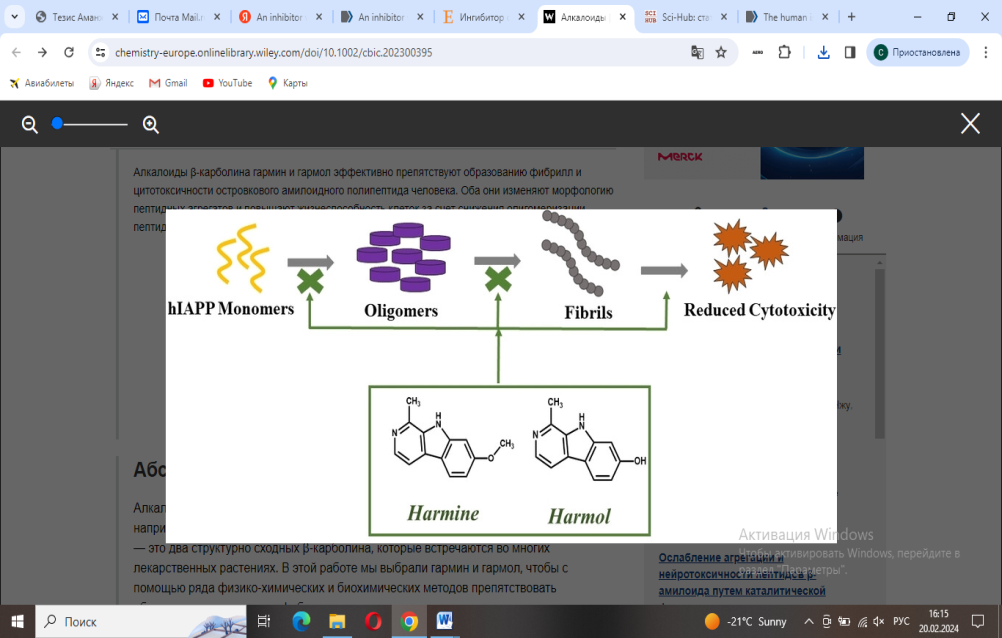 Тезис Аман
Почта Mail.r
An inhibitor
An inhibitor
Ингибитор
Алкалоиды
Sci-Hub: ста
The human
chemistry-europe.onlinelibrary.wiley.com/doi/10.1002/cbic.202300395
Приостановлена
Авиабилеты Яндекс Gmail YouTube Карты
MERCK
Алкалоиды β-карболина гармин и гармол эффективно препятствуют образованию фибрилл и
цитотоксичности островкового амилоидного полипептида человека. Оба они изменяют морфологию
hIAPP Monomers
Oligomers
Fibrils
Reduced Cytotoxicity
CH3
N
H
N
O
CH3
Harmine
CH3
N
H
N
OH
Harmol
— это два структурно сходных β-карболина, которые встречаются во многих
лекарственных растениях. В этой работе мы выбрали гармин и гармол, чтобы с
помощью ряда физико-химических и биохимических методов препятствовать
Активация Windows
Чтобы активировать Windows, перейдите в
раздел "Параметры".
Ослабление агрегации и
нейротоксичности пептидов β-
амилоида путем каталитической
Поиск
-21°C Sunny
РУС
16:15
20.02.2024